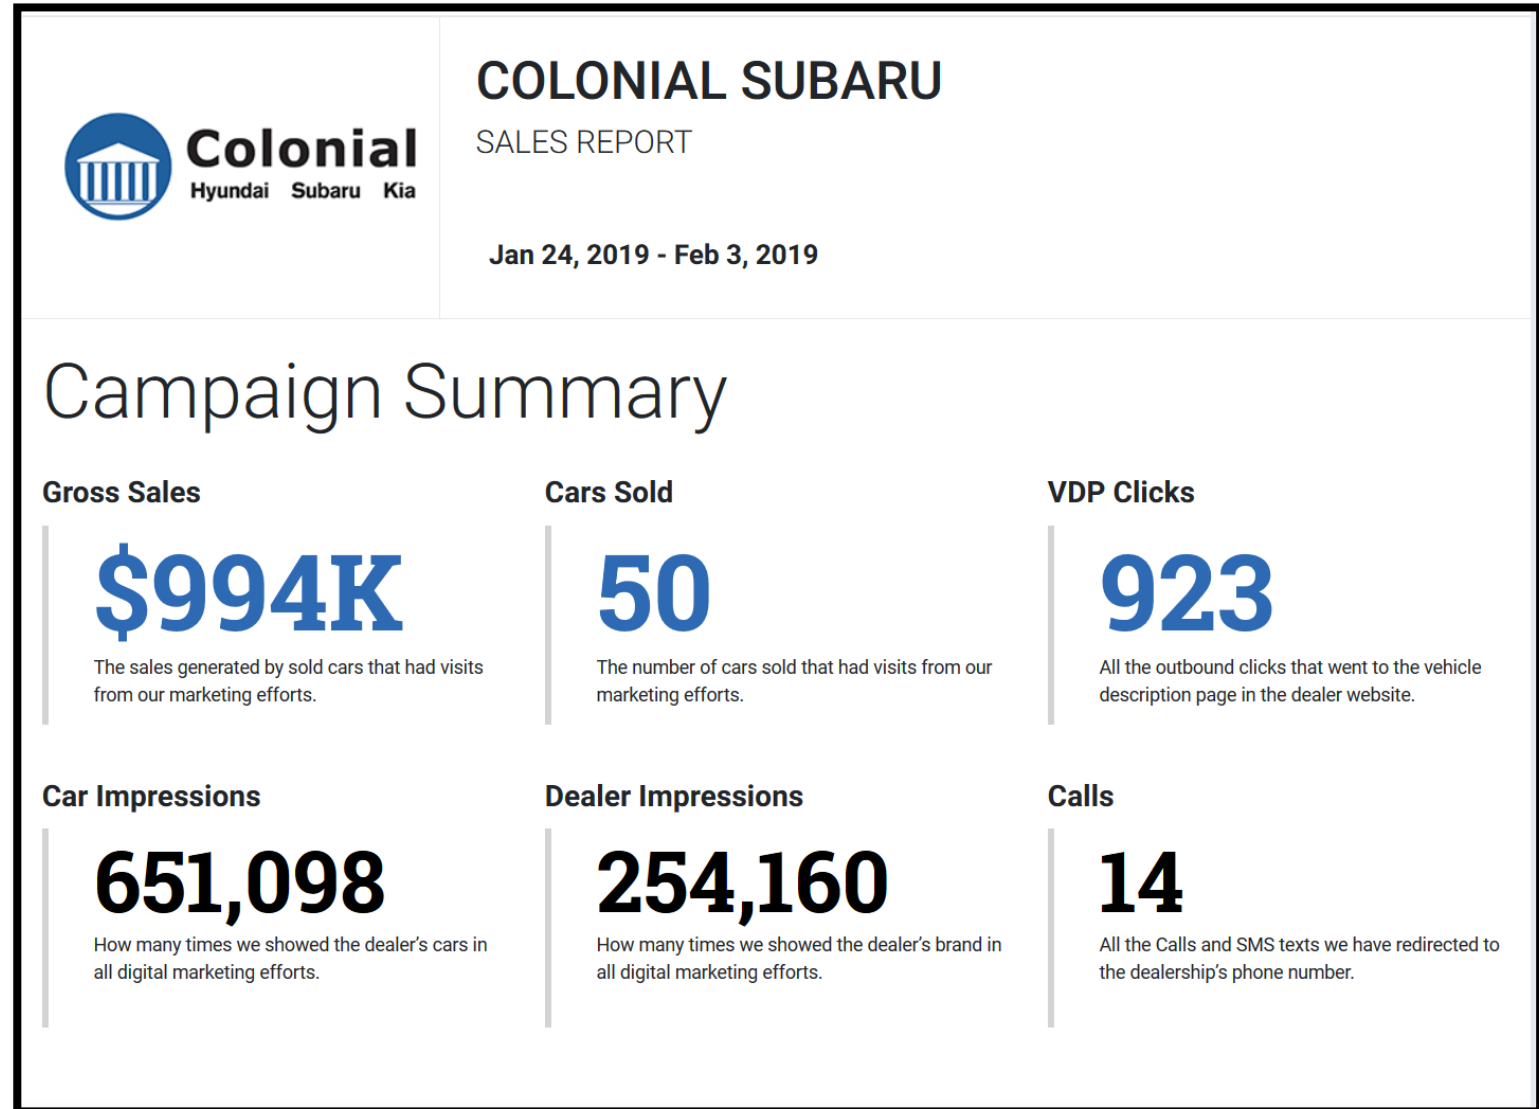 Colonial
Hyundai Subaru Kia
COLONIAL SUBARU
SALES REPORT
Jan 24, 2019 - Feb 3, 2019
Campaign Summary
Gross Sales
$994K
The sales generated by sold cars that had visits
from our marketing efforts.
Cars Sold
50
The number of cars sold that had visits from our
marketing efforts.
VDP Clicks
923
All the outbound clicks that went to the vehicle
description page in the dealer website.
Car Impressions
651,098
How many times we showed the dealer's cars in
all digital marketing efforts.
Dealer Impressions
254,160
How many times we showed the dealer's brand in
all digital marketing efforts.
Calls
14
All the Calls and SMS texts we have redirected to
the dealership's phone number.